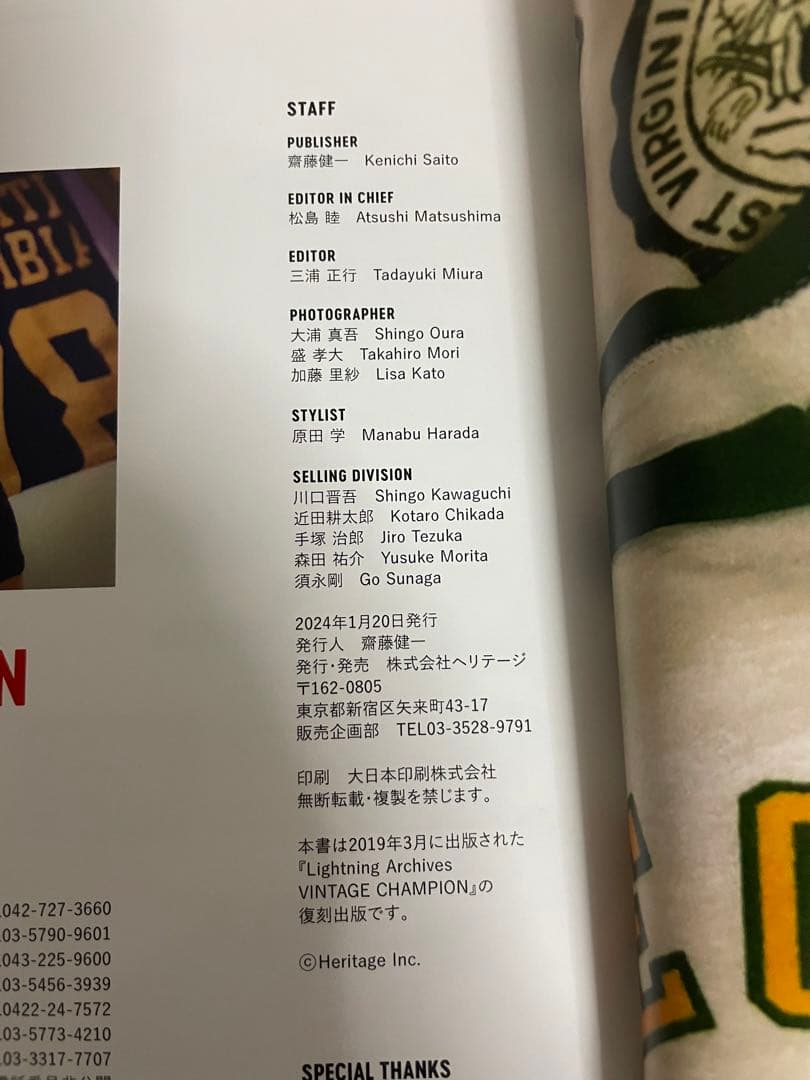 STAFF
PUBLISHER
齋藤健一 Kenichi Saito
EDITOR IN CHIEF
松島 睦 Atsushi Matsushima
EDITOR
三浦 正行 Tadayuki Miura
PHOTOGRAPHER
大浦 真吾 Shingo Oura
盛 孝大 Takahiro Mori
加藤 里紗 Lisa Kato
STYLIST
原田 学 Manabu Harada
SELLING DIVISION
川口晋吾 Shingo Kawaguchi
近田耕太郎 Kotaro Chikada
手塚 治郎 Jiro Tezuka
森田 祐介 Yusuke Morita
須永剛 Go Sunaga
2024年1月20日発行
発行人 齋藤健一
発行・発売 株式会社ヘリテージ
〒162-0805
東京都新宿区矢来町43-17
販売企画部 TEL03-3528-9791
印刷 大日本印刷株式会社
無断転載・複製を禁じます。
本書は2019年3月に出版された
『Lightning Archives
VINTAGE CHAMPION』の
復刻出版です。
©Heritage Inc.
SPECIAL THANKS
N
042-727-3660
03-5790-9601
043-225-9600
03-5456-3939
0422-24-7572
03-5773-4210
03-3317-7707
ST VIRGINI